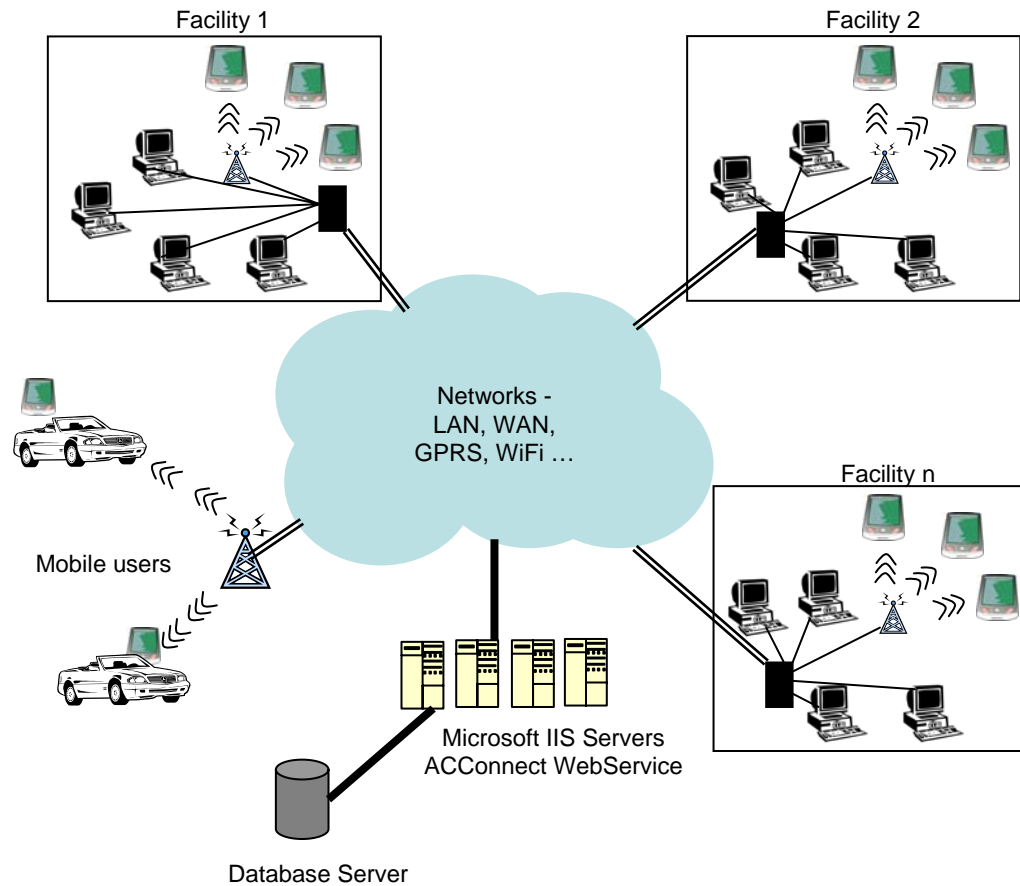 Facility 1
Facility 2
Networks -
LAN, WAN,
GPRS, WiFi …
Facility n
Mobile users
Microsoft IIS Servers
ACConnect WebService
Database Server